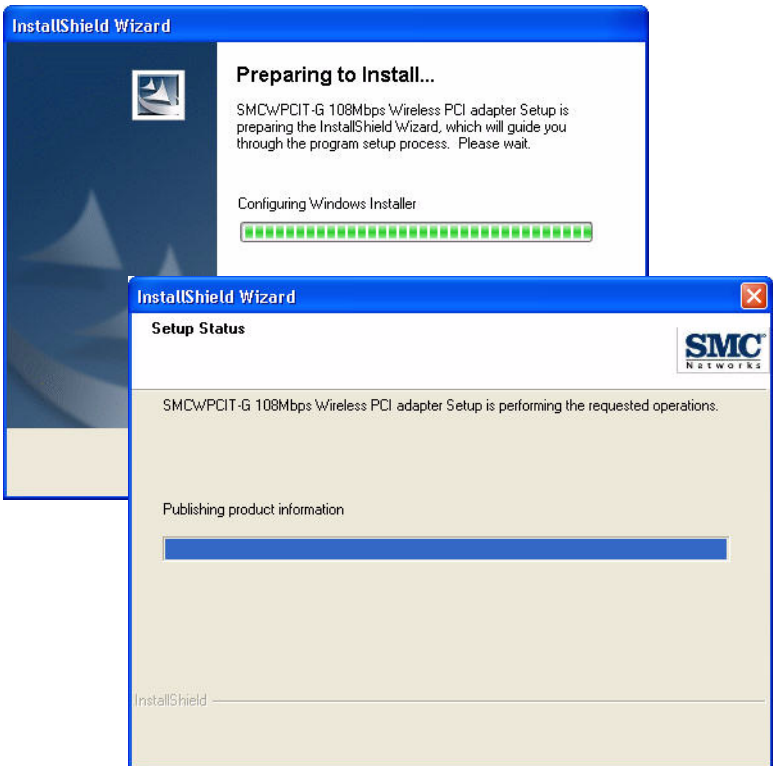 InstallShield Wizard
Preparing to Install...
SMCWPCIT-G 108Mbps Wireless PCI adapter Setup is
preparing the InstallShield Wizard, which will guide you
through the program setup process. Please wait.
Configuring Windows Installer
InstallShield Wizard
Setup Status
SMC
Networks
SMCWPCIT-G 108Mbps Wireless PCI adapter Setup is performing the requested operations.
Publishing product information
InstallShield